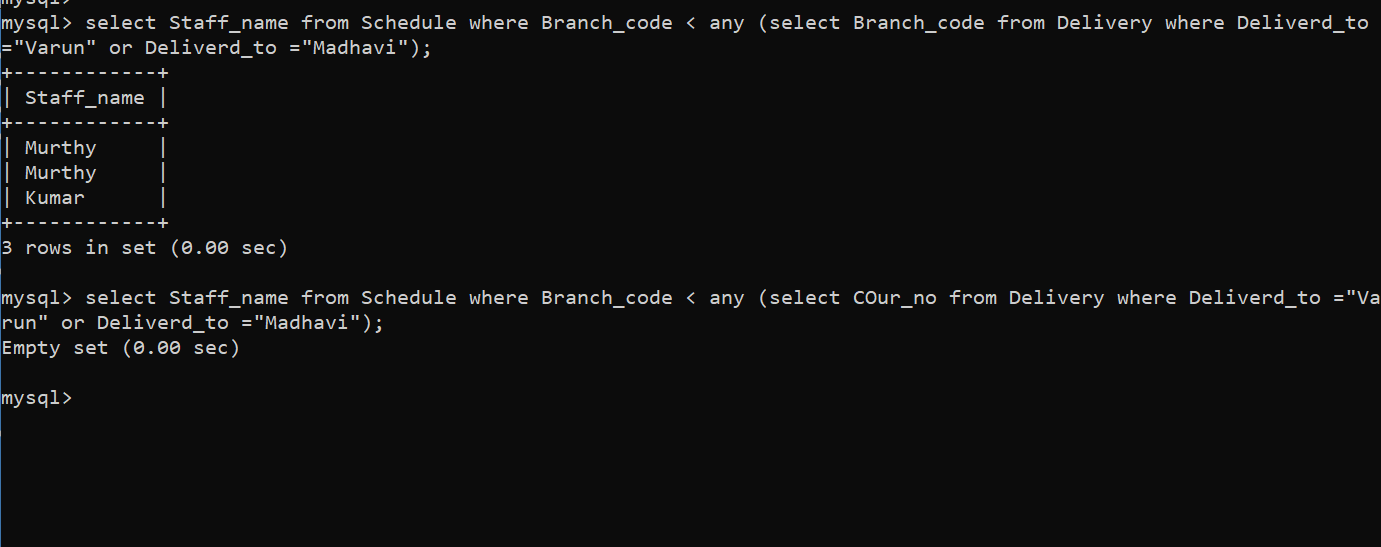 mysql>
mysql> select Staff_name from Schedule where Branch_code < any (select Branch_code from Delivery where Deliverd_to
="Varun" or Deliverd_to ="Madhavi");
+------------+
| Staff_name |
+------------+
| Murthy     |
| Murthy     |
| Kumar      |
+------------+
3 rows in set (0.00 sec)

mysql> select Staff_name from Schedule where Branch_code < any (select COur_no from Delivery where Deliverd_to ="Va
run" or Deliverd_to ="Madhavi");
Empty set (0.00 sec)

mysql>